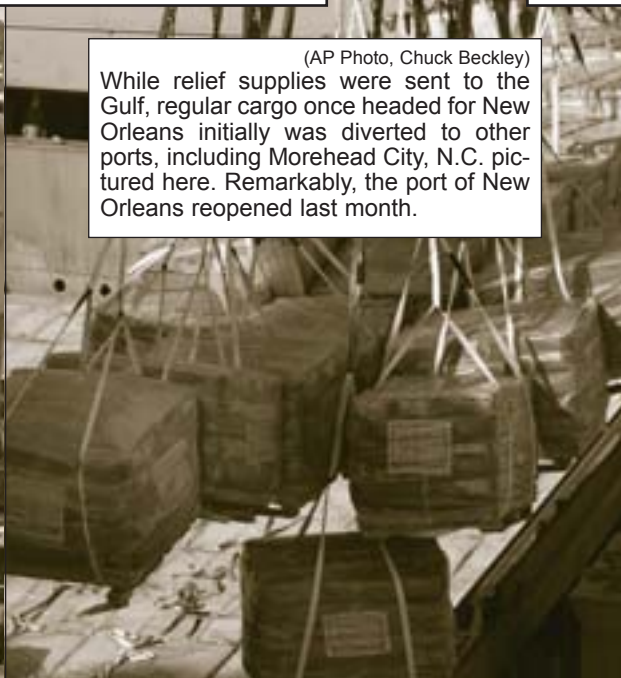 (AP Photo, Chuck Beckley)
While relief supplies were sent to the
Gulf, regular cargo once headed for New
Orleans initially was diverted to other
ports, including Morehead City, N.C. pic-
tured here. Remarkably, the port of New
Orleans reopened last month.